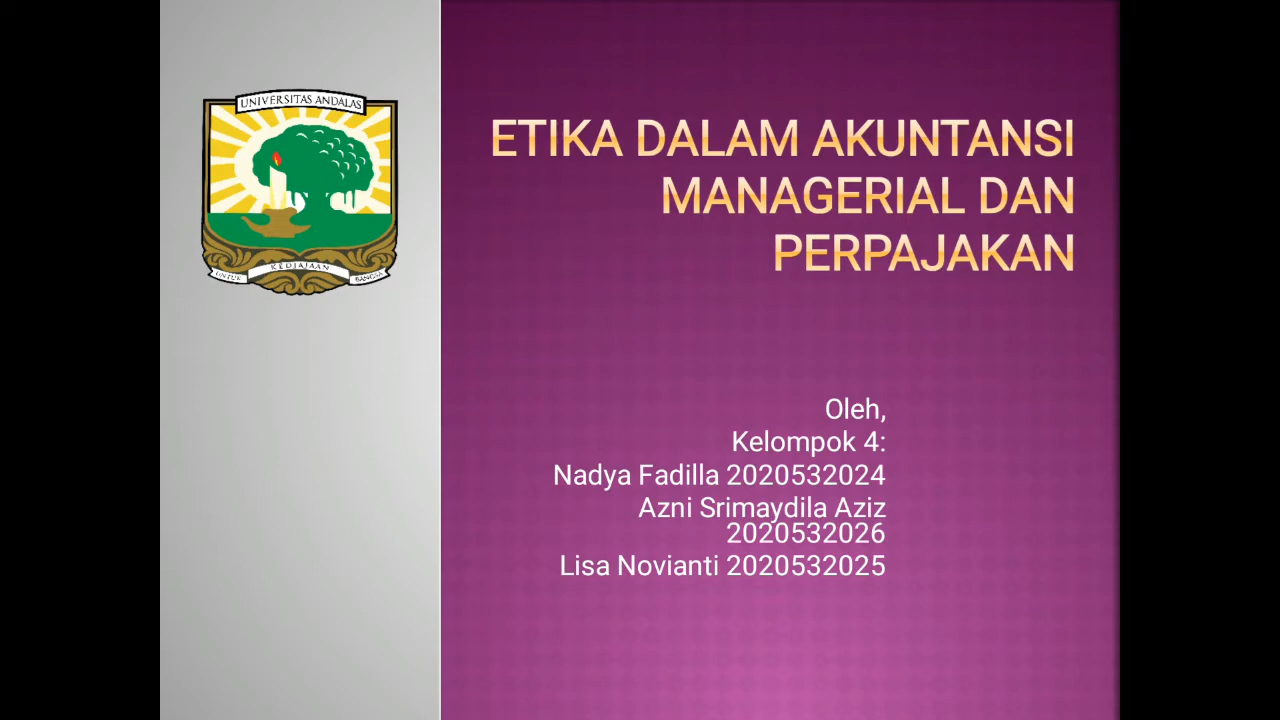 UNIVERSITAS ANDALAS
UNTUK
KEDJAJAAN
BANGSA
ETIKA DALAM AKUNTANSI
MANAGERIAL DAN
PERPAJAKAN
Oleh,
Kelompok 4:
Nadya Fadilla 2020532024
Azni Srimaydila Aziz
2020532026
Lisa Novianti 2020532025